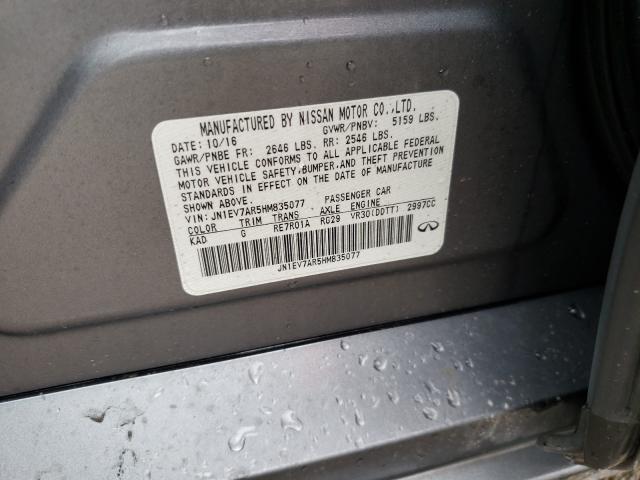 MANUFACTURED BY NISSAN MOTOR CO.,LTD.
DATE: 10/16 GVWR/PNBV: 5159 LBS.
GAWR/PNBE FR: 2646 LBS. RR: 2546 LBS.
THIS VEHICLE CONFORMS TO ALL APPLICABLE FEDERAL
MOTOR VEHICLE SAFETY,BUMPER,AND THEFT PREVENTION
STANDARDS IN EFFECT ON THE DATE OF MANUFACTURE
SHOWN ABOVE.
VIN: JN1EV7AR5HM835077 PASSENGER CAR
COLOR TRIM TRANS AXLE ENGINE
KAD G RE7R01A RG29 VR30(DDTT) 2997CC
JN1EV7AR5HM835077